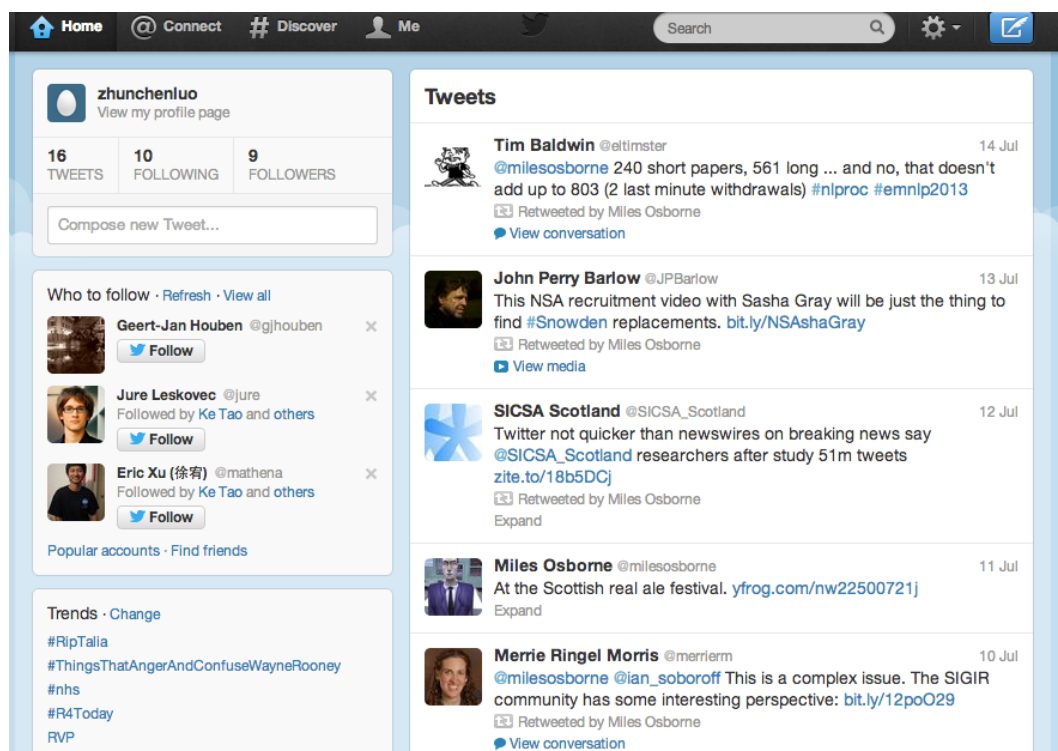 Home
Connect
Discover
Me
Search
zhunchenluo
View my profile page
16
TWEETS
10
FOLLOWING
9
FOLLOWERS
Compose new Tweet...
Who to follow · Refresh · View all
Geert-Jan Houben @gjhouben
Follow
Jure Leskovec @jure
Followed by Ke Tao and others
Follow
Eric Xu (徐宥) @mathena
Followed by Ke Tao and others
Follow
Popular accounts · Find friends
Trends · Change
#RipTalia
#ThingsThatAngerAndConfuseWayneRooney
#nhs
#R4Today
RVP
Tweets
Tim Baldwin @eltimster 14 Jul
@milesosborne 240 short papers, 561 long ... and no, that doesn't
add up to 803 (2 last minute withdrawals) #nlproc #emnlp2013
Retweeted by Miles Osborne
View conversation
John Perry Barlow @JPBarlow 13 Jul
This NSA recruitment video with Sasha Gray will be just the thing to
find #Snowden replacements. bit.ly/NSAshaGray
Retweeted by Miles Osborne
View media
SICSA Scotland @SICSA_Scotland 12 Jul
Twitter not quicker than newswires on breaking news say
@SICSA_Scotland researchers after study 51m tweets
zite.to/18b5DCj
Retweeted by Miles Osborne
Expand
Miles Osborne @milesosborne 11 Jul
At the Scottish real ale festival. yfrog.com/nw22500721j
Expand
Merrie Ringel Morris @merrierm 10 Jul
@milesosborne @ian_soboroff This is a complex issue. The SIGIR
community has some interesting perspective: bit.ly/12poO29
Retweeted by Miles Osborne
View conversation